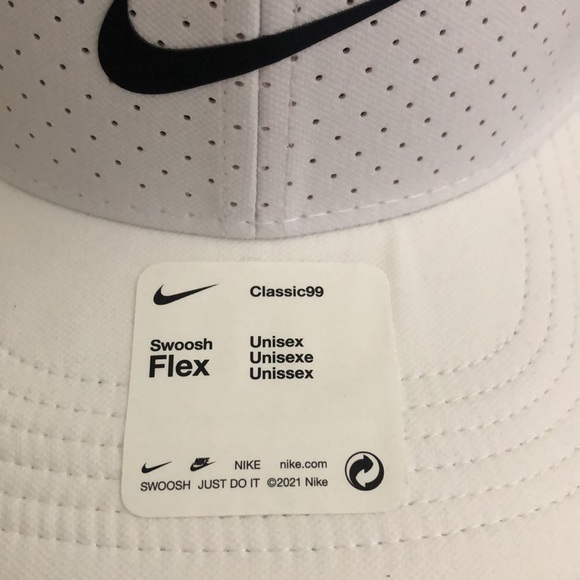 Classic99
Swoosh
Flex
Unisex
Unisexe
Unissex
NIKE nike.com
SWOOSH JUST DO IT ©2021 Nike